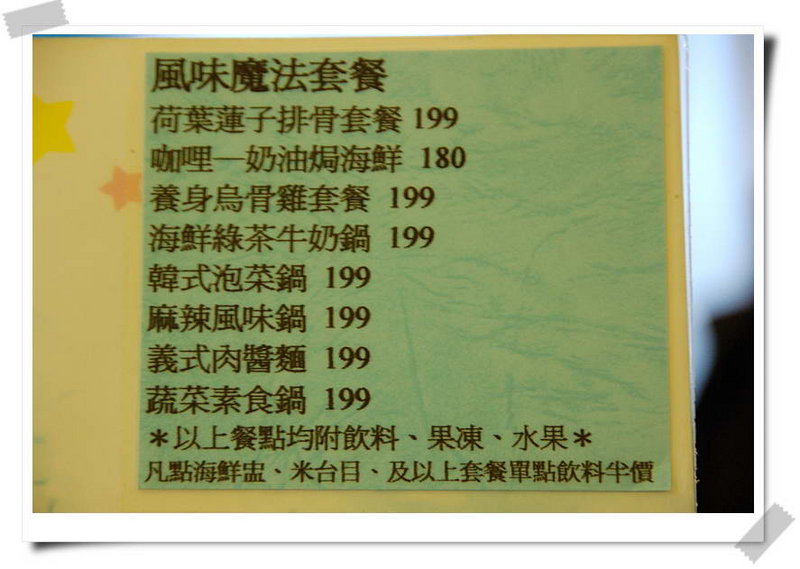 風味魔法套餐
荷葉蓮子排骨套餐 199
咖哩一奶油焗海鮮 180
養身烏骨雞套餐 199
海鮮綠茶牛奶鍋 199
韓式泡菜鍋 199
麻辣風味鍋 199
義式肉醬麵 199
蔬菜素食鍋 199
＊以上餐點均附飲料、果凍、水果＊
凡點海鮮盅、米台目、及以上套餐單點飲料半價